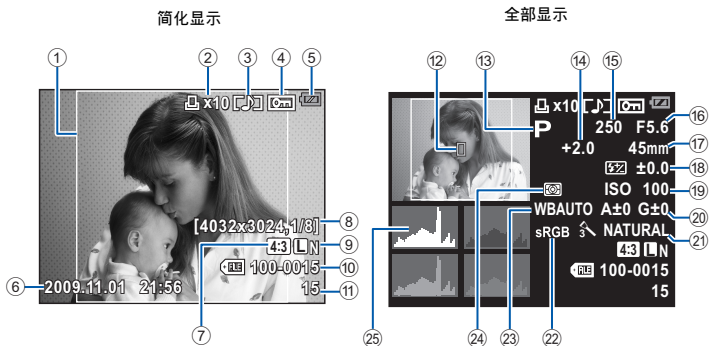 简化显示
全部显示
① ② ③ ④ ⑤
x10
[4032x3024,1/8] ⑧
4:3 L N ⑨
FILE 100-0015 ⑩
⑥ 2009.11.01 21:56 15 ⑪
⑦
⑫ ⑬ ⑭ ⑮
x10
P 250 F5.6 ⑯
+2.0 45mm ⑰
±0.0 ⑱
ISO 100 ⑲
WBAUTO A±0 G±0 ⑳
sRGB 3 NATURAL ㉑
4:3 L N
FILE 100-0015
15
㉕ ㉔ ㉓ ㉒